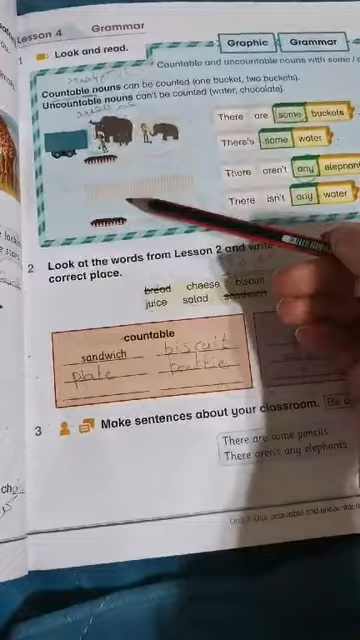 Lesson 4 Grammar
1 Look and read.
Graphic Grammar
Countable and uncountable nouns with some /
Countable nouns can be counted (one bucket, two buckets).
Uncountable nouns can't be counted (water, chocolate).
There are some buckets
There's some water
There aren't any elephan
There isn't any water
2 Look at the words from Lesson 2 and write
correct place.
bread cheese biscuit
juice salad sandwich
countable
sandwich biscuit
plate
3 Make sentences about your classroom.
There are some pencils
There aren't any elephants